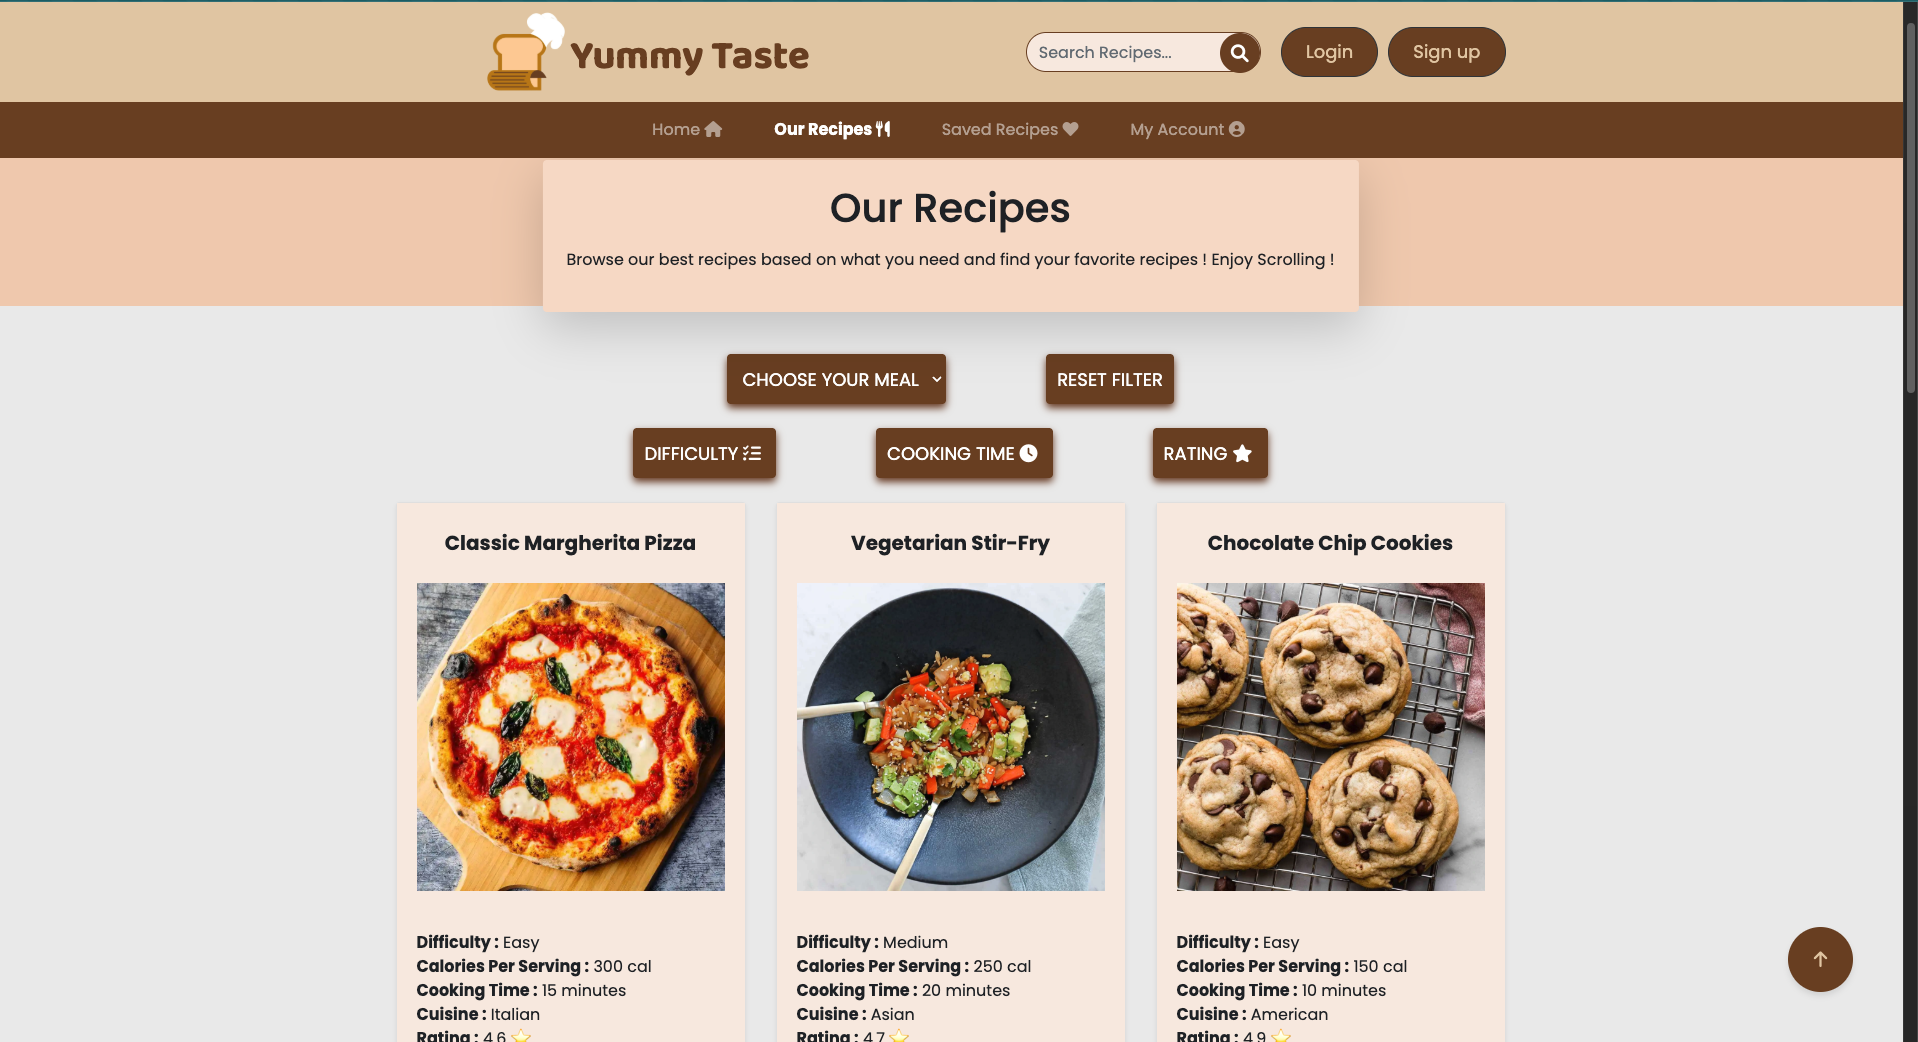 Yummy Taste
Search Recipes...
Login
Sign up
Home
Our Recipes
Saved Recipes
My Account
Our Recipes
Browse our best recipes based on what you need and find your favorite recipes ! Enjoy Scrolling !
CHOOSE YOUR MEAL
RESET FILTER
DIFFICULTY
COOKING TIME
RATING
Classic Margherita Pizza
Difficulty : Easy
Calories Per Serving : 300 cal
Cooking Time : 15 minutes
Cuisine : Italian
Rating : 4.6 ⭐
Vegetarian Stir-Fry
Difficulty : Medium
Calories Per Serving : 250 cal
Cooking Time : 20 minutes
Cuisine : Asian
Rating : 4.7 ⭐
Chocolate Chip Cookies
Difficulty : Easy
Calories Per Serving : 150 cal
Cooking Time : 10 minutes
Cuisine : American
Rating : 4.9 ⭐